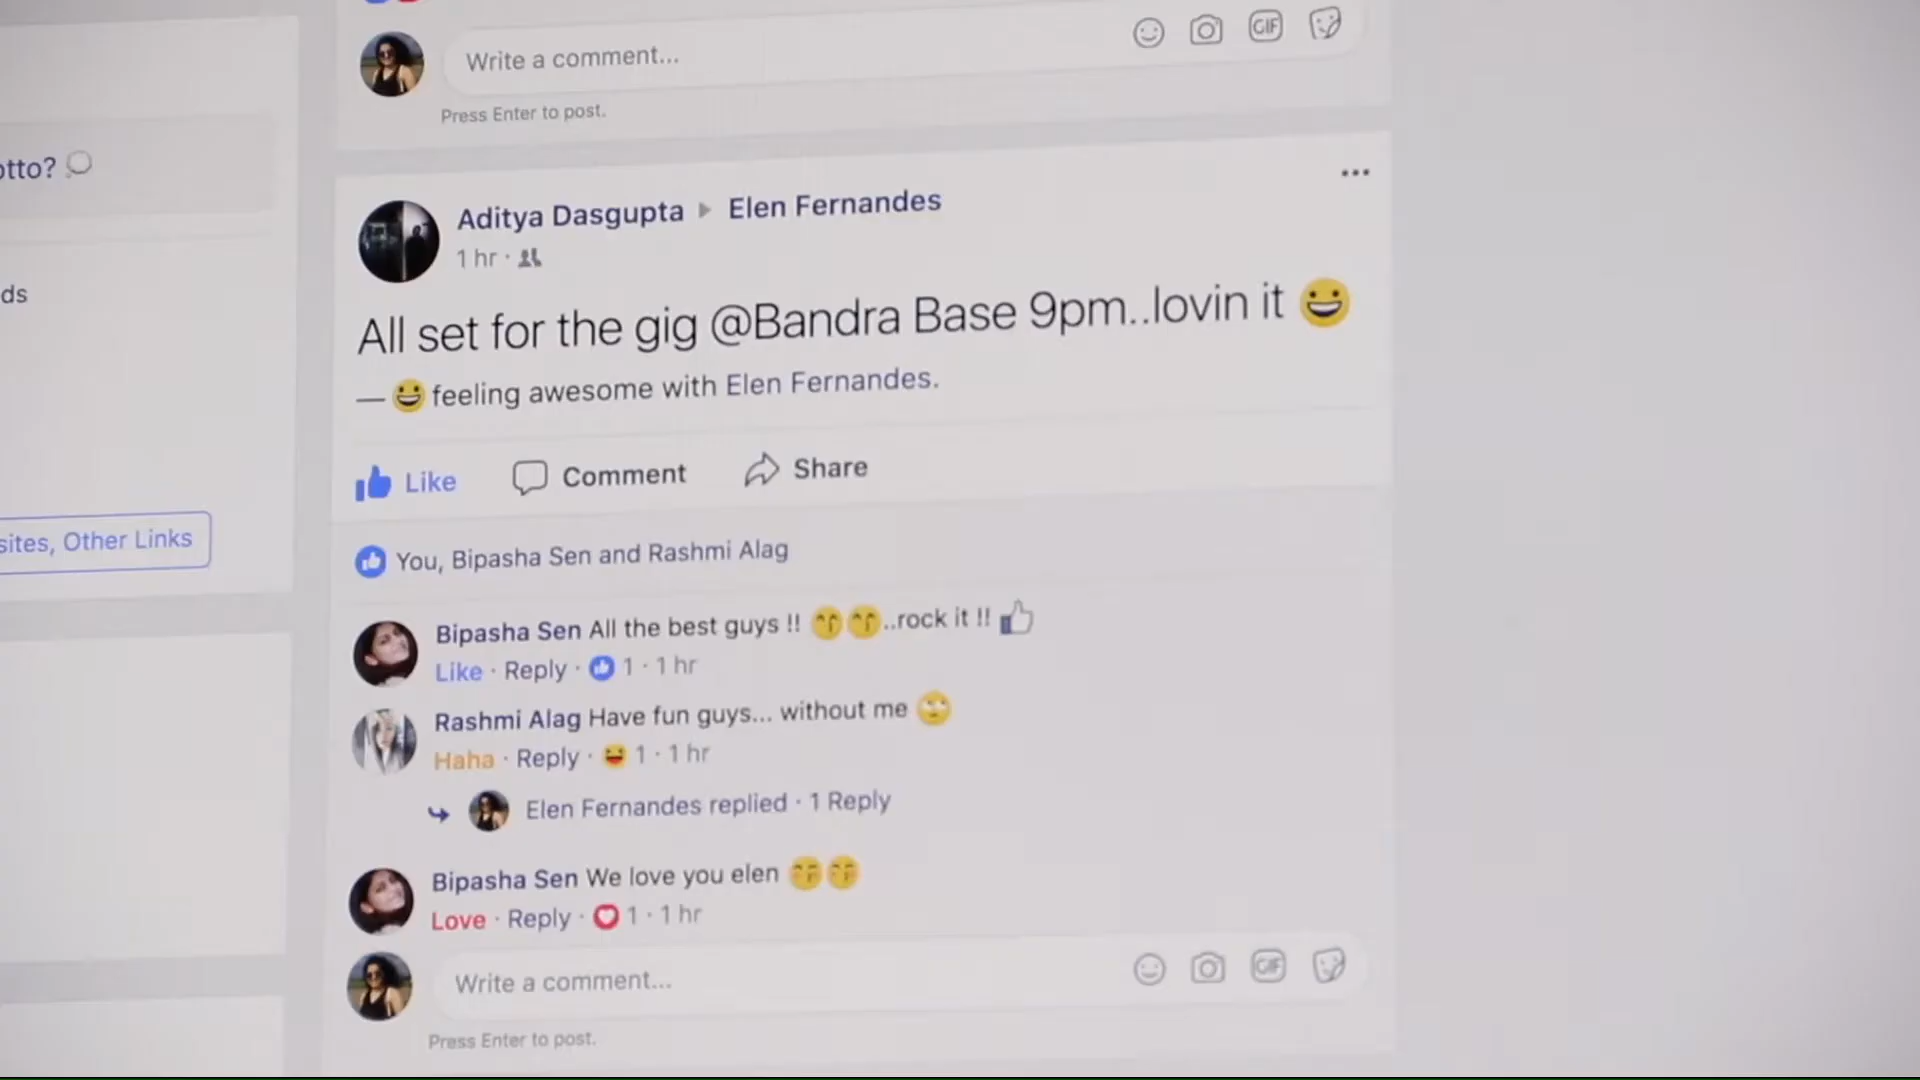 Write a comment...
GIF
Press Enter to post.
otto?
ds
sites, Other Links
Aditya Dasgupta ▸ Elen Fernandes
1 hr ·
All set for the gig @Bandra Base 9pm..lovin it 😀
— 😀 feeling awesome with Elen Fernandes.
Like Comment Share
You, Bipasha Sen and Rashmi Alag
Bipasha Sen All the best guys !! 😙😙..rock it !! 👍
Like · Reply · 1 · 1 hr
Rashmi Alag Have fun guys... without me 🙄
Haha · Reply · 😆 1 · 1 hr
Elen Fernandes replied · 1 Reply
Bipasha Sen We love you elen 😙😙
Love · Reply · 1 · 1 hr
Write a comment...
GIF
Press Enter to post.